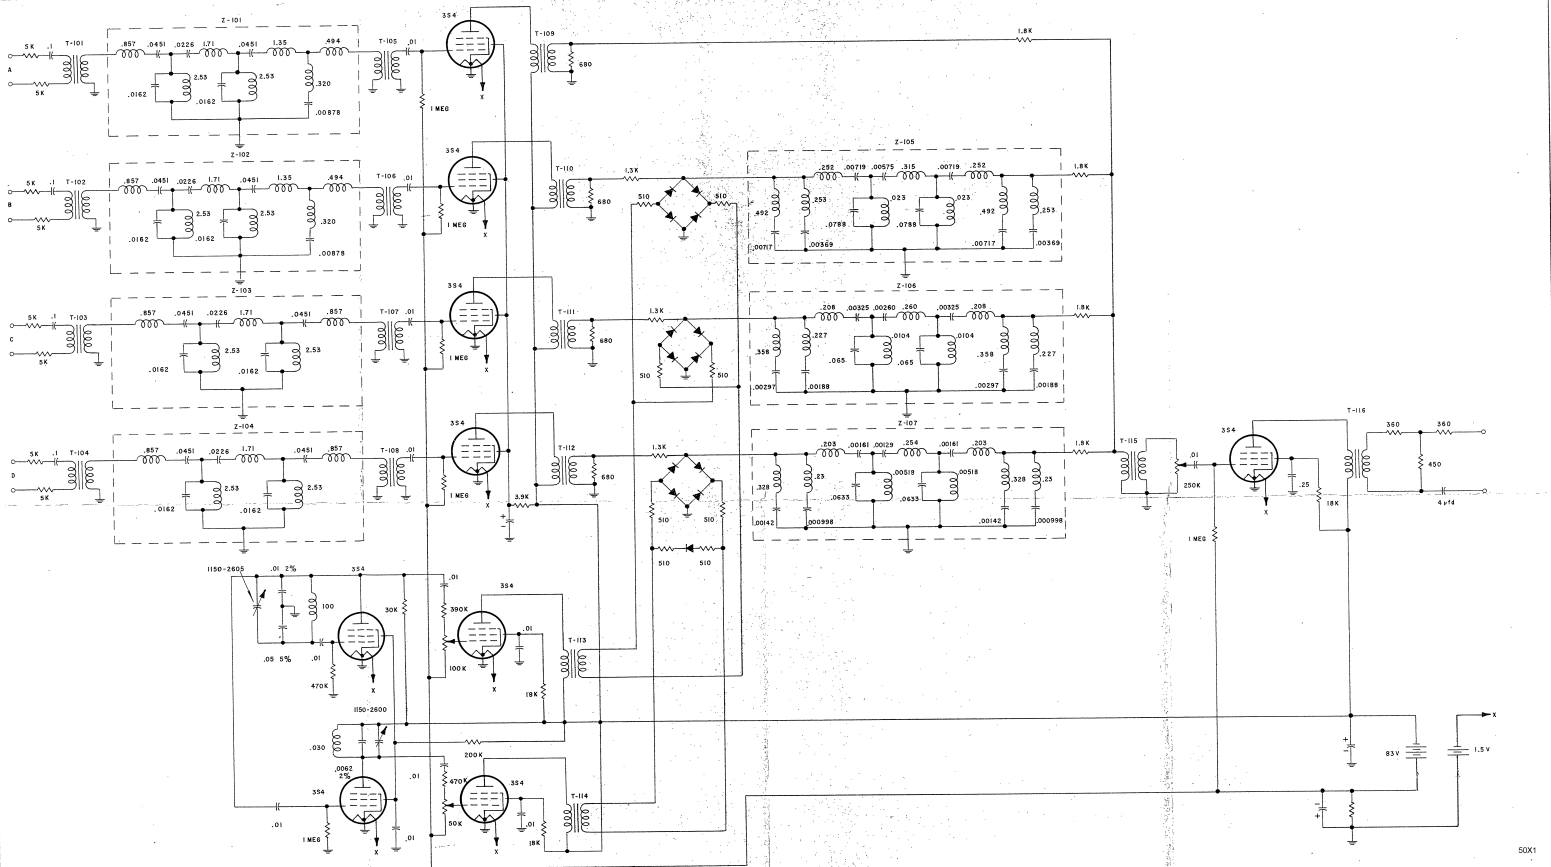 Z-101
T-101
5K
.1
A
5K
.857
.0451
.0226
1.71
.0451
1.35
.494
2.53
2.53
.0162
.0162
.320
.00878
T-105
.01
3S4
X
1 MEG
T-109
680
1.8K
Z-102
T-102
5K
.1
B
5K
.857
.0451
.0226
1.71
.0451
1.35
.494
2.53
2.53
.0162
.0162
.320
.00878
T-106
.01
3S4
X
1 MEG
T-110
680
1.3K
510
510
Z-105
.252
.00719
.00575
.315
.00719
.252
.492
.253
.023
.023
.0788
.0788
.492
.253
.00717
.00369
.00717
.00369
1.8K
Z-103
T-103
5K
.1
C
5K
.857
.0451
.0226
1.71
.0451
.857
2.53
2.53
.0162
.0162
T-107
.01
3S4
X
1 MEG
T-111
680
1.3K
510
510
Z-106
.208
.00325
.00260
.260
.00325
.208
.358
.227
.0104
.0104
.065
.065
.358
.227
.00297
.00188
.00297
.00188
1.8K
Z-104
T-104
5K
.1
D
5K
.857
.0451
.0226
1.71
.0451
.857
2.53
2.53
.0162
.0162
T-108
.01
3S4
X
1 MEG
3.9K
+
-
T-112
680
1.3K
510
510
510
510
Z-107
.203
.00161
.00129
.254
.00161
.203
.328
.23
.00518
.00518
.0633
.0633
.328
.23
.00142
.000998
.00142
.000998
1.8K
T-115
250K
.01
1 MEG
3S4
X
.25
18K
T-116
360
360
450
4 µfd
1150-2605
.01 2%
100
.05 5%
.01
470K
3S4
X
30K
.01
390K
100K
3S4
X
.01
18K
T-113
1150-2600
.030
.0062
2%
200K
3S4
X
.01
1 MEG
.01
.01
470K
50K
3S4
X
.01
18K
T-114
+
-
83V
1.5V
X
-
+
50X1